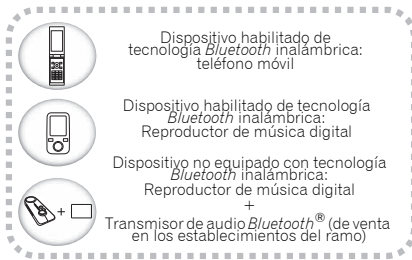 Dispositivo habilitado de
tecnología Bluetooth inalámbrica:
teléfono móvil
Dispositivo habilitado de tecnología
Bluetooth inalámbrica:
Reproductor de música digital
Dispositivo no equipado con tecnología
Bluetooth inalámbrica:
Reproductor de música digital
+
Transmisor de audio Bluetooth® (de venta
en los establecimientos del ramo)
+